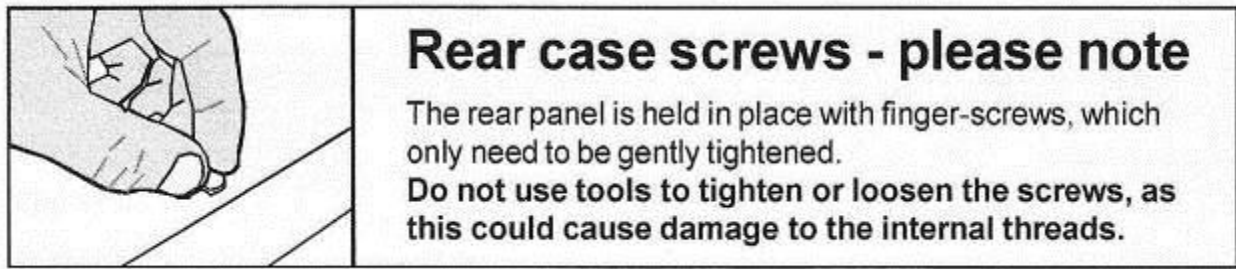 Rear case screws - please note
The rear panel is held in place with finger-screws, which
only need to be gently tightened.
Do not use tools to tighten or loosen the screws, as
this could cause damage to the internal threads.